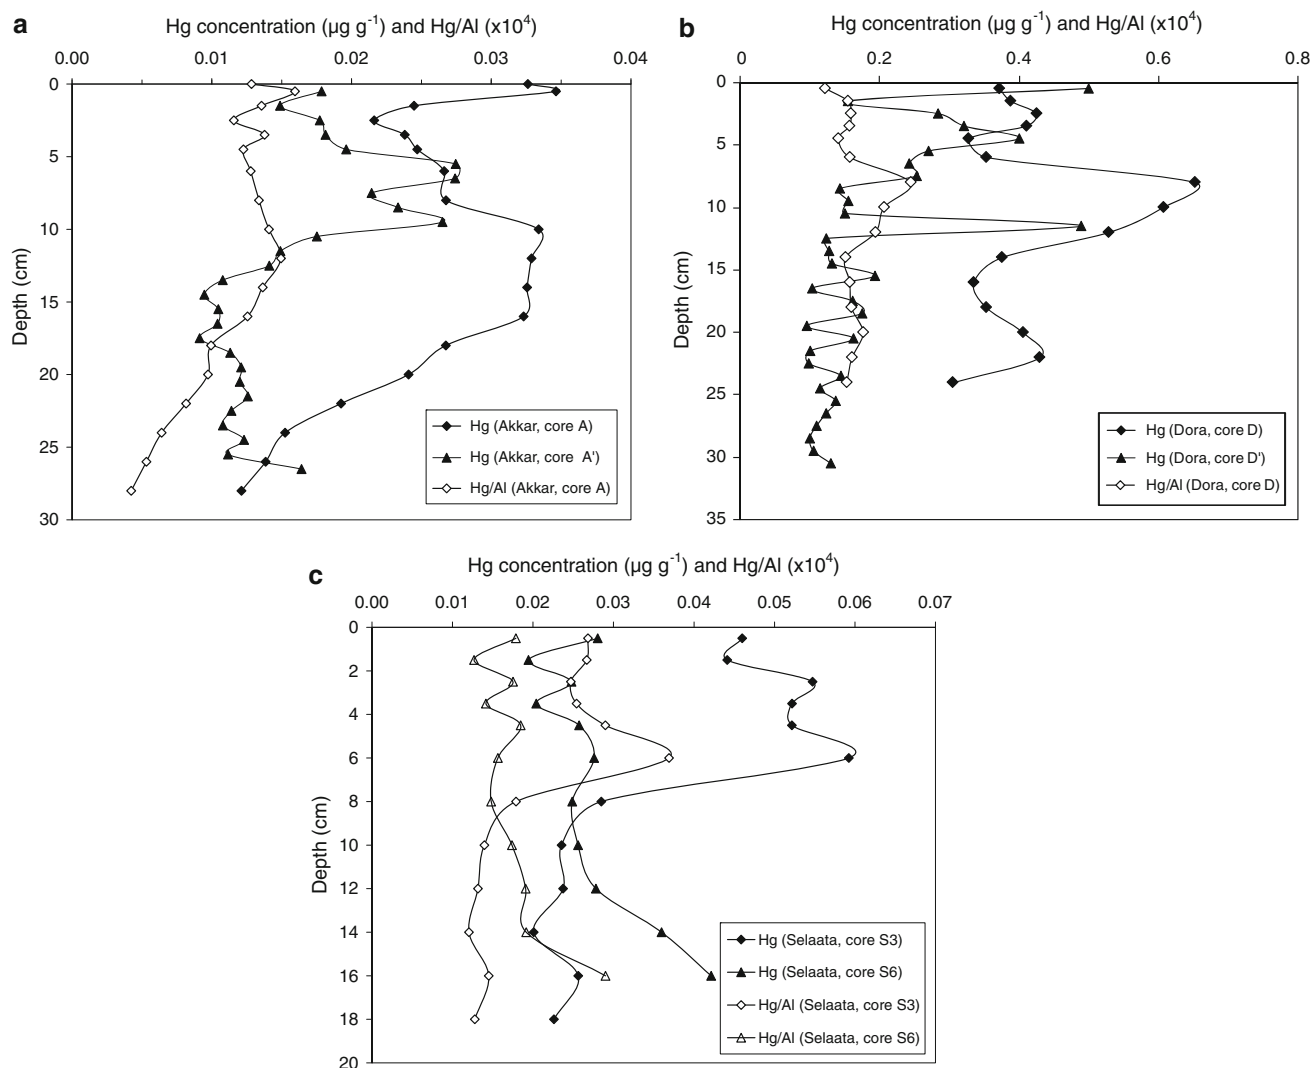 a
Hg concentration (µg g⁻¹) and Hg/Al (x10⁴)
0.00 0.01 0.02 0.03 0.04
0
5
10
15
20
25
30
Depth (cm)
Hg (Akkar, core A)
Hg (Akkar, core A')
Hg/Al (Akkar, core A)
b
Hg concentration (µg g⁻¹) and Hg/Al (x10⁴)
0 0.2 0.4 0.6 0.8
0
5
10
15
20
25
30
35
Depth (cm)
Hg (Dora, core D)
Hg (Dora, core D')
Hg/Al (Dora, core D)
c
Hg concentration (µg g⁻¹) and Hg/Al (x10⁴)
0.00 0.01 0.02 0.03 0.04 0.05 0.06 0.07
0
2
4
6
8
10
12
14
16
18
20
Depth (cm)
Hg (Selaata, core S3)
Hg (Selaata, core S6)
Hg/Al (Selaata, core S3)
Hg/Al (Selaata, core S6)